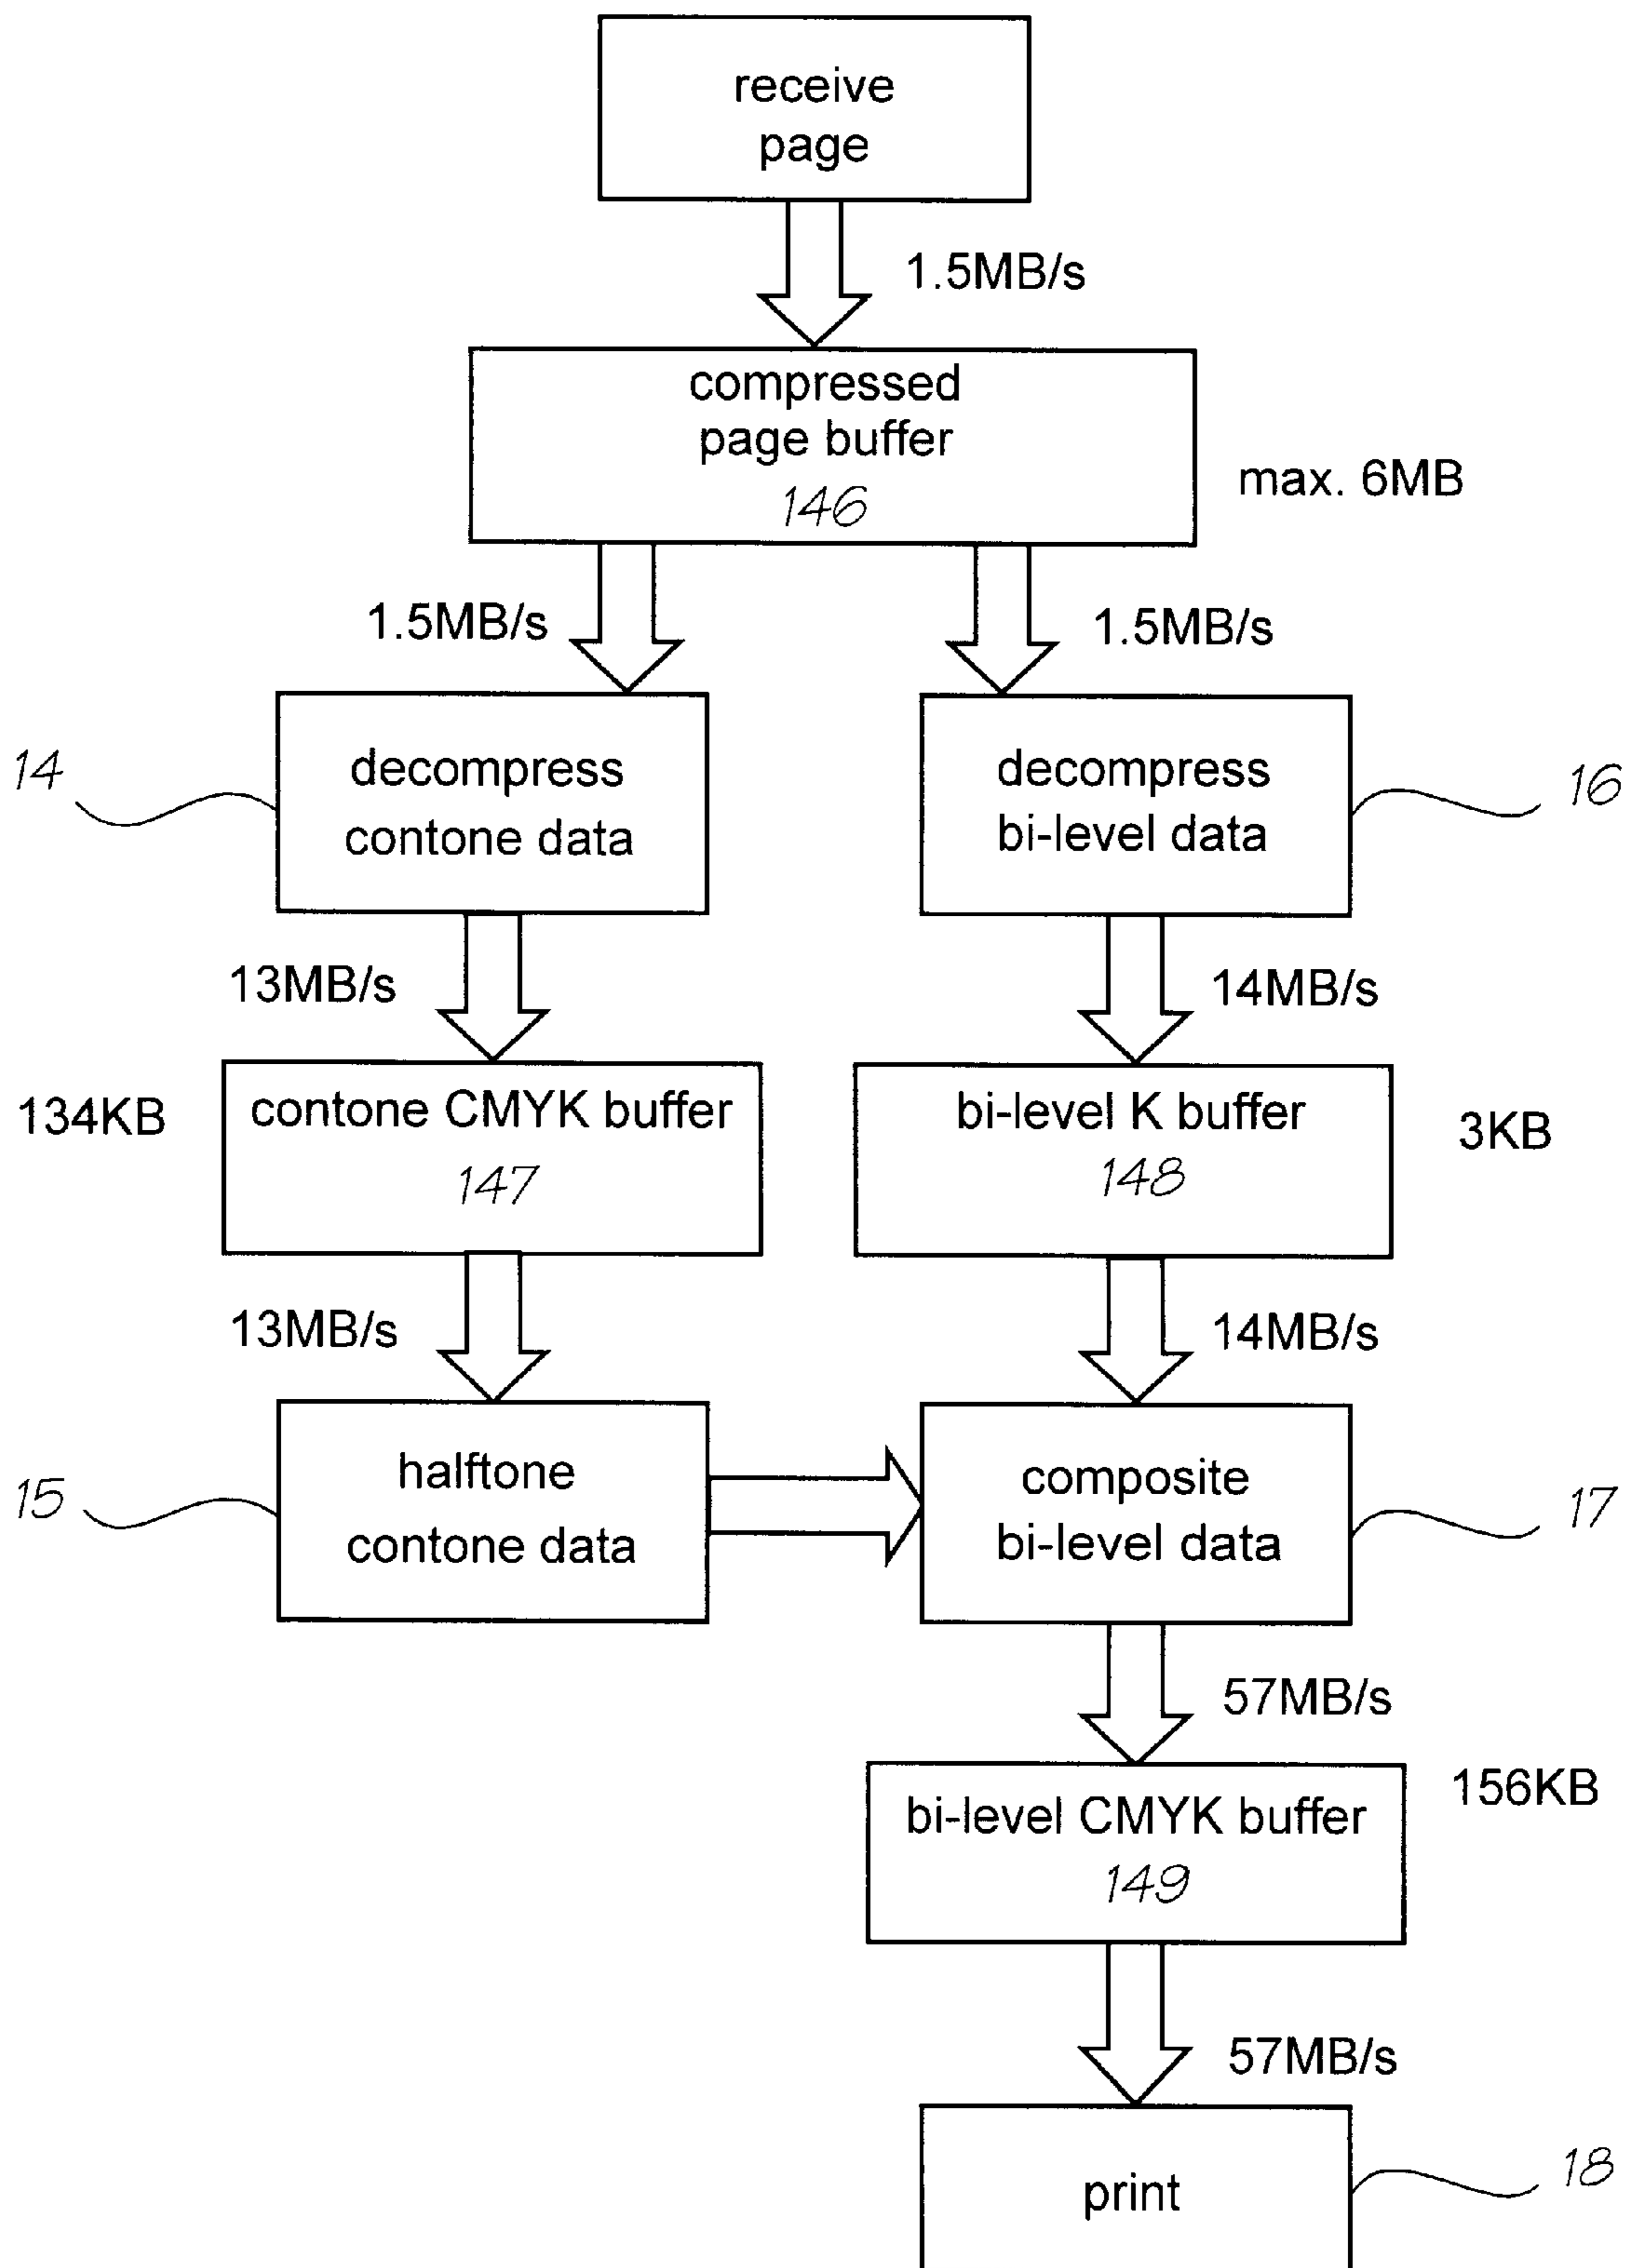 receive
page
1.5MB/s
compressed
page buffer
146
max. 6MB
1.5MB/s
1.5MB/s
14
decompress
contone data
decompress
bi-level data
16
13MB/s
14MB/s
134KB
contone CMYK buffer
147
bi-level K buffer
148
3KB
13MB/s
14MB/s
15
halftone
contone data
composite
bi-level data
17
57MB/s
156KB
bi-level CMYK buffer
149
57MB/s
print
18